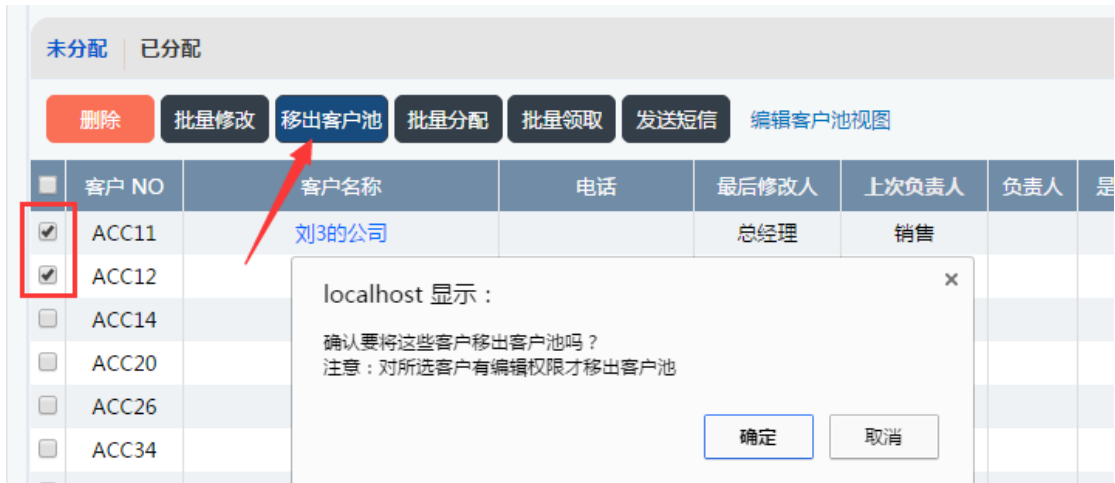 未分配 已分配
删除 批量修改 移出客户池 批量分配 批量领取 发送短信 编辑客户池视图
客户 NO 客户名称 电话 最后修改人 上次负责人 负责人 是
ACC11 刘3的公司 总经理 销售
ACC12
localhost 显示：
ACC14
确认要将这些客户移出客户池吗？
ACC20
注意：对所选客户有编辑权限才移出客户池
ACC26
ACC34
确定 取消